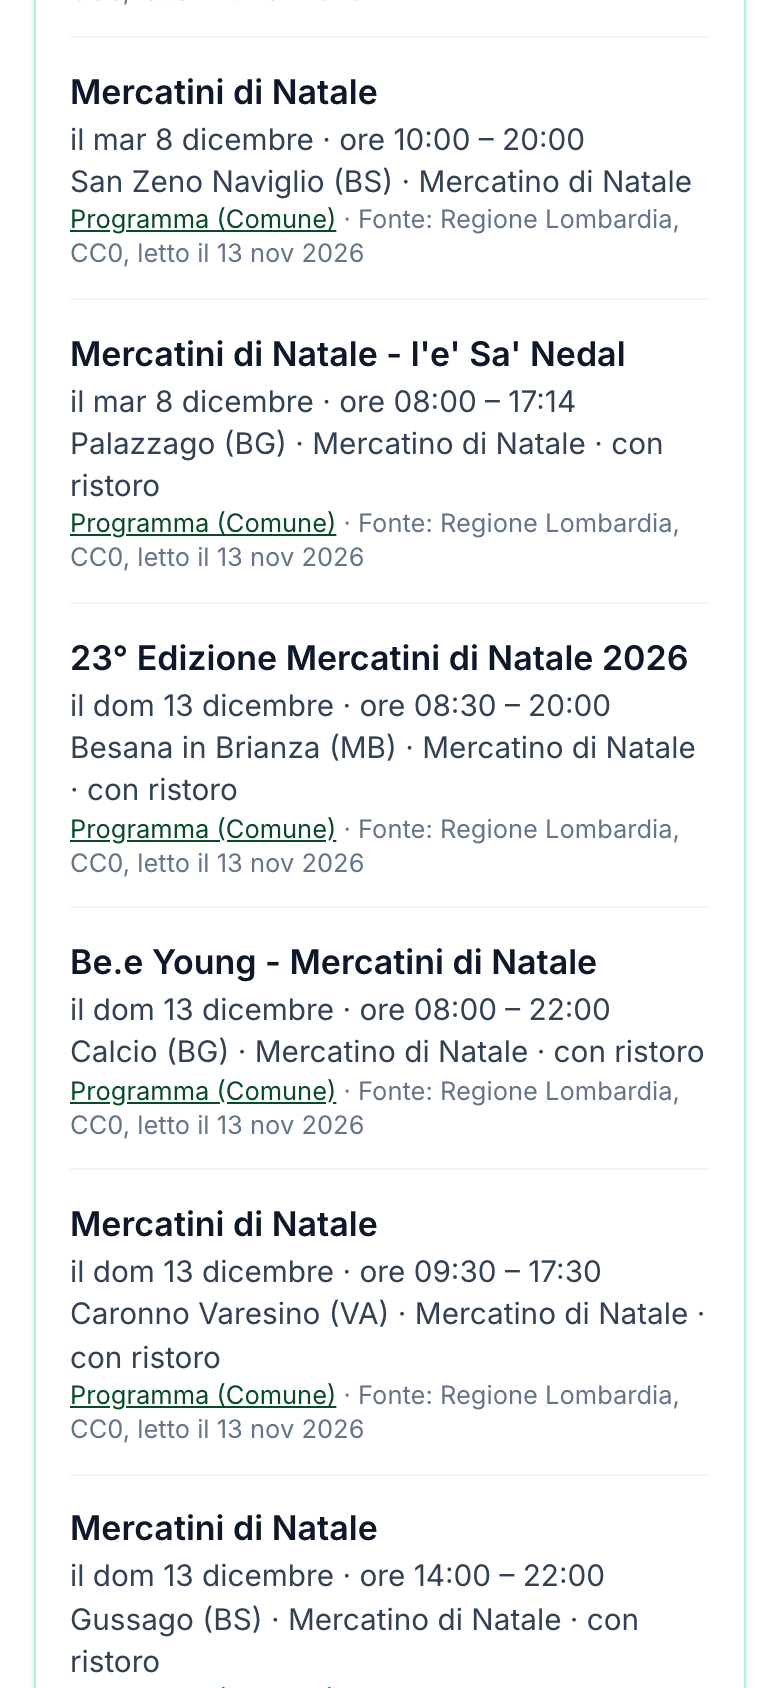 Mercatini di Natale
il mar 8 dicembre · ore 10:00 – 20:00
San Zeno Naviglio (BS) · Mercatino di Natale
Programma (Comune) · Fonte: Regione Lombardia,
CC0, letto il 13 nov 2026
Mercatini di Natale - l'e' Sa' Nedal
il mar 8 dicembre · ore 08:00 – 17:14
Palazzago (BG) · Mercatino di Natale · con
ristoro
Programma (Comune) · Fonte: Regione Lombardia,
CC0, letto il 13 nov 2026
23° Edizione Mercatini di Natale 2026
il dom 13 dicembre · ore 08:30 – 20:00
Besana in Brianza (MB) · Mercatino di Natale
· con ristoro
Programma (Comune) · Fonte: Regione Lombardia,
CC0, letto il 13 nov 2026
Be.e Young - Mercatini di Natale
il dom 13 dicembre · ore 08:00 – 22:00
Calcio (BG) · Mercatino di Natale · con ristoro
Programma (Comune) · Fonte: Regione Lombardia,
CC0, letto il 13 nov 2026
Mercatini di Natale
il dom 13 dicembre · ore 09:30 – 17:30
Caronno Varesino (VA) · Mercatino di Natale ·
con ristoro
Programma (Comune) · Fonte: Regione Lombardia,
CC0, letto il 13 nov 2026
Mercatini di Natale
il dom 13 dicembre · ore 14:00 – 22:00
Gussago (BS) · Mercatino di Natale · con
ristoro